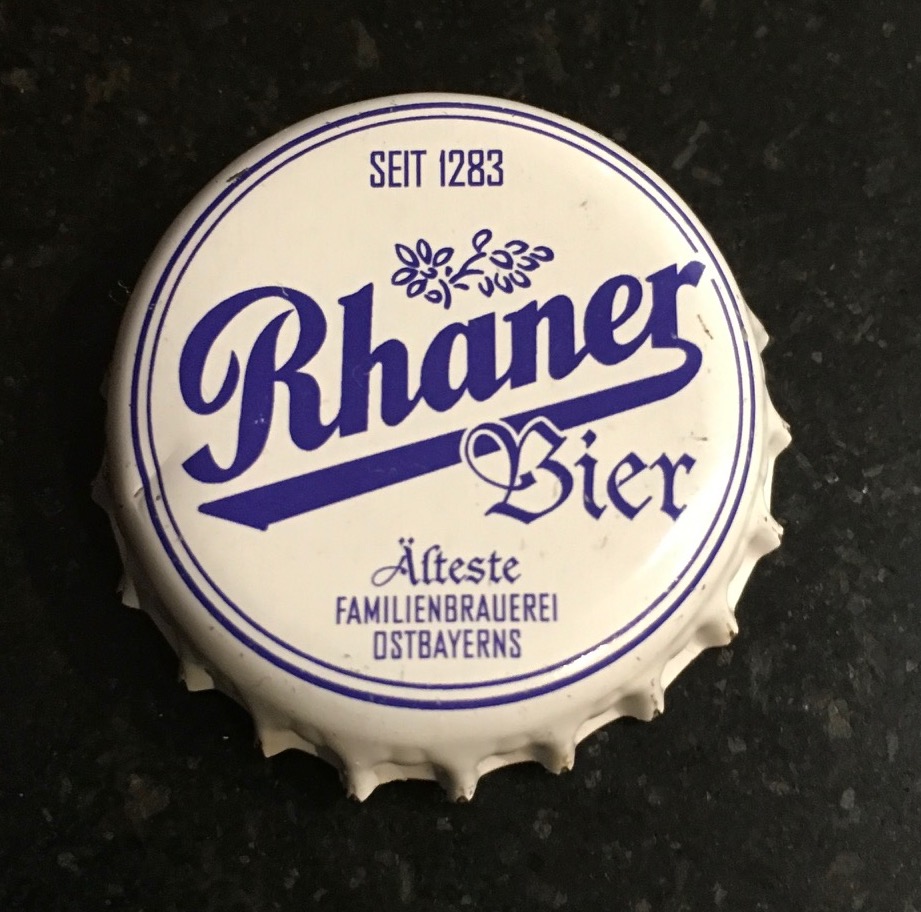 SEIT 1283
Rhaner
Bier
Älteste
FAMILIENBRAUEREI
OSTBAYERNS